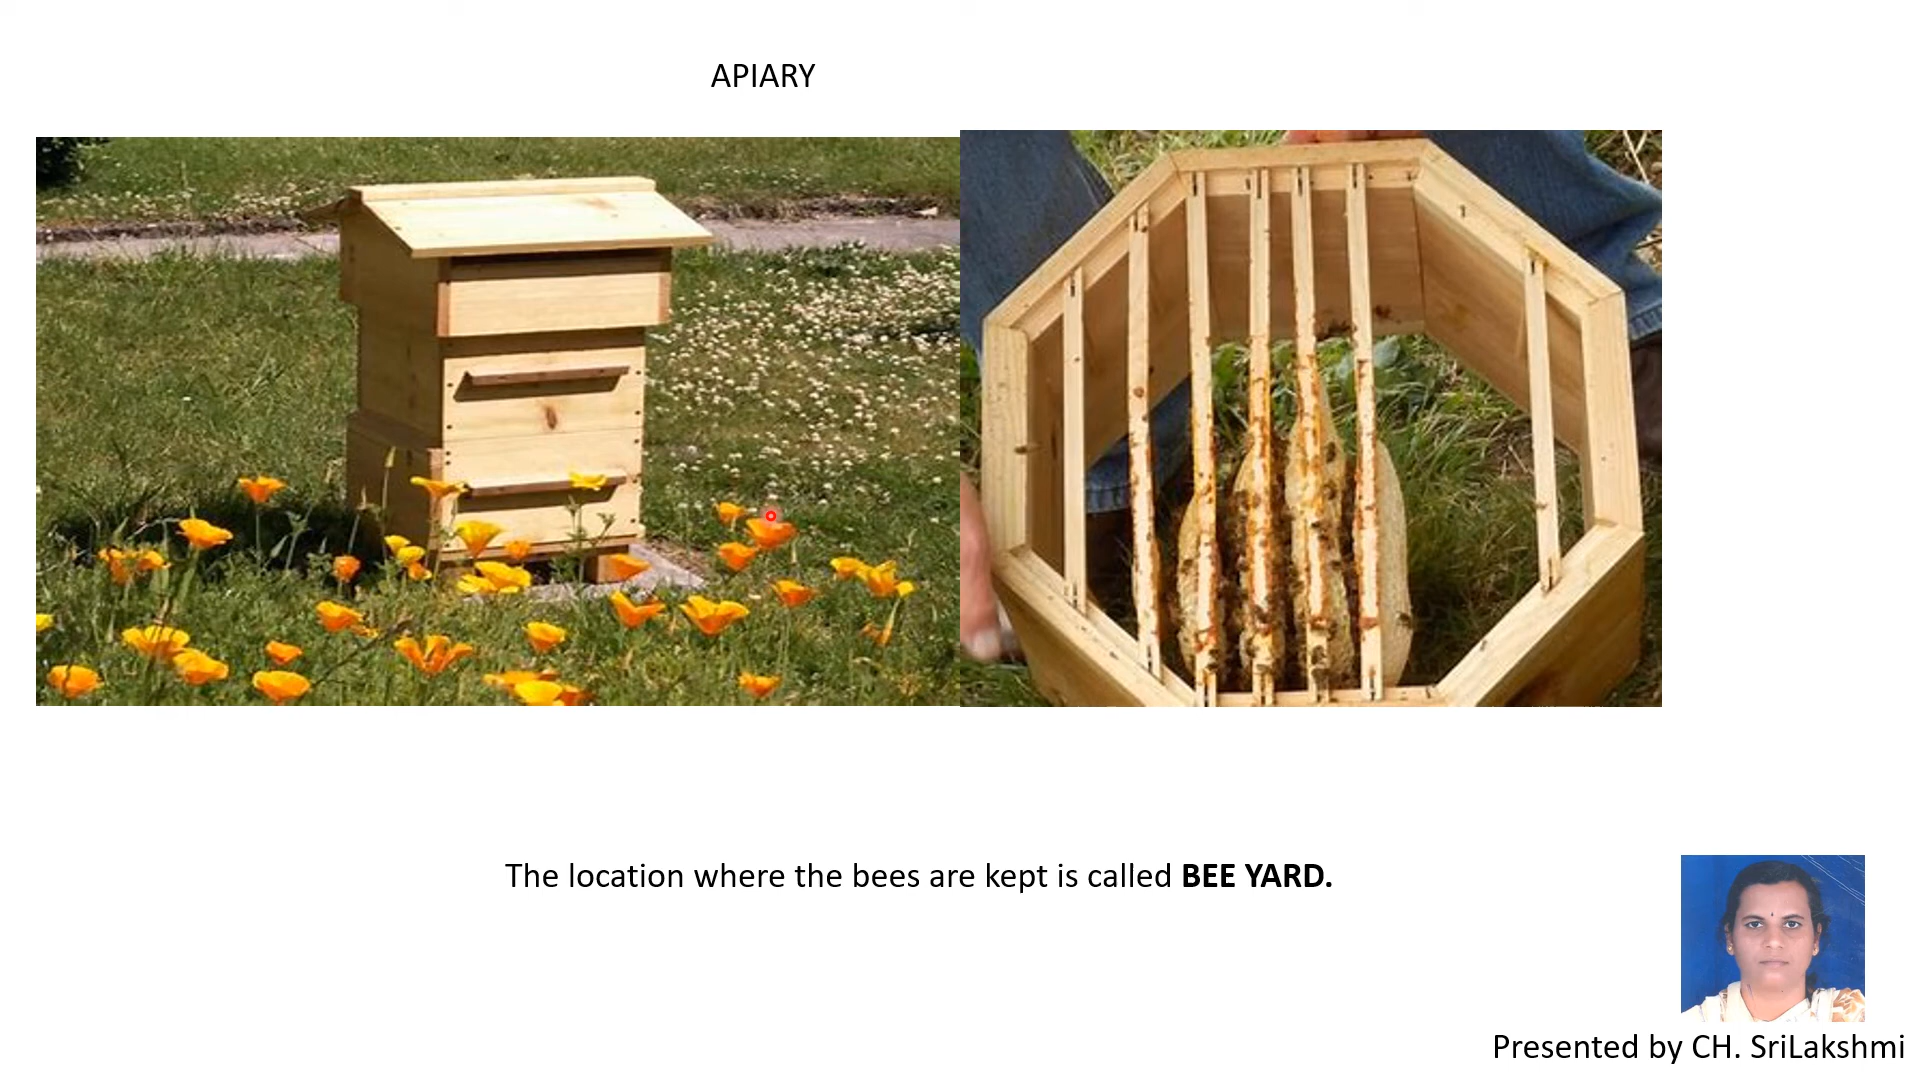 APIARY
The location where the bees are kept is called BEE YARD.
Presented by CH. SriLakshmi